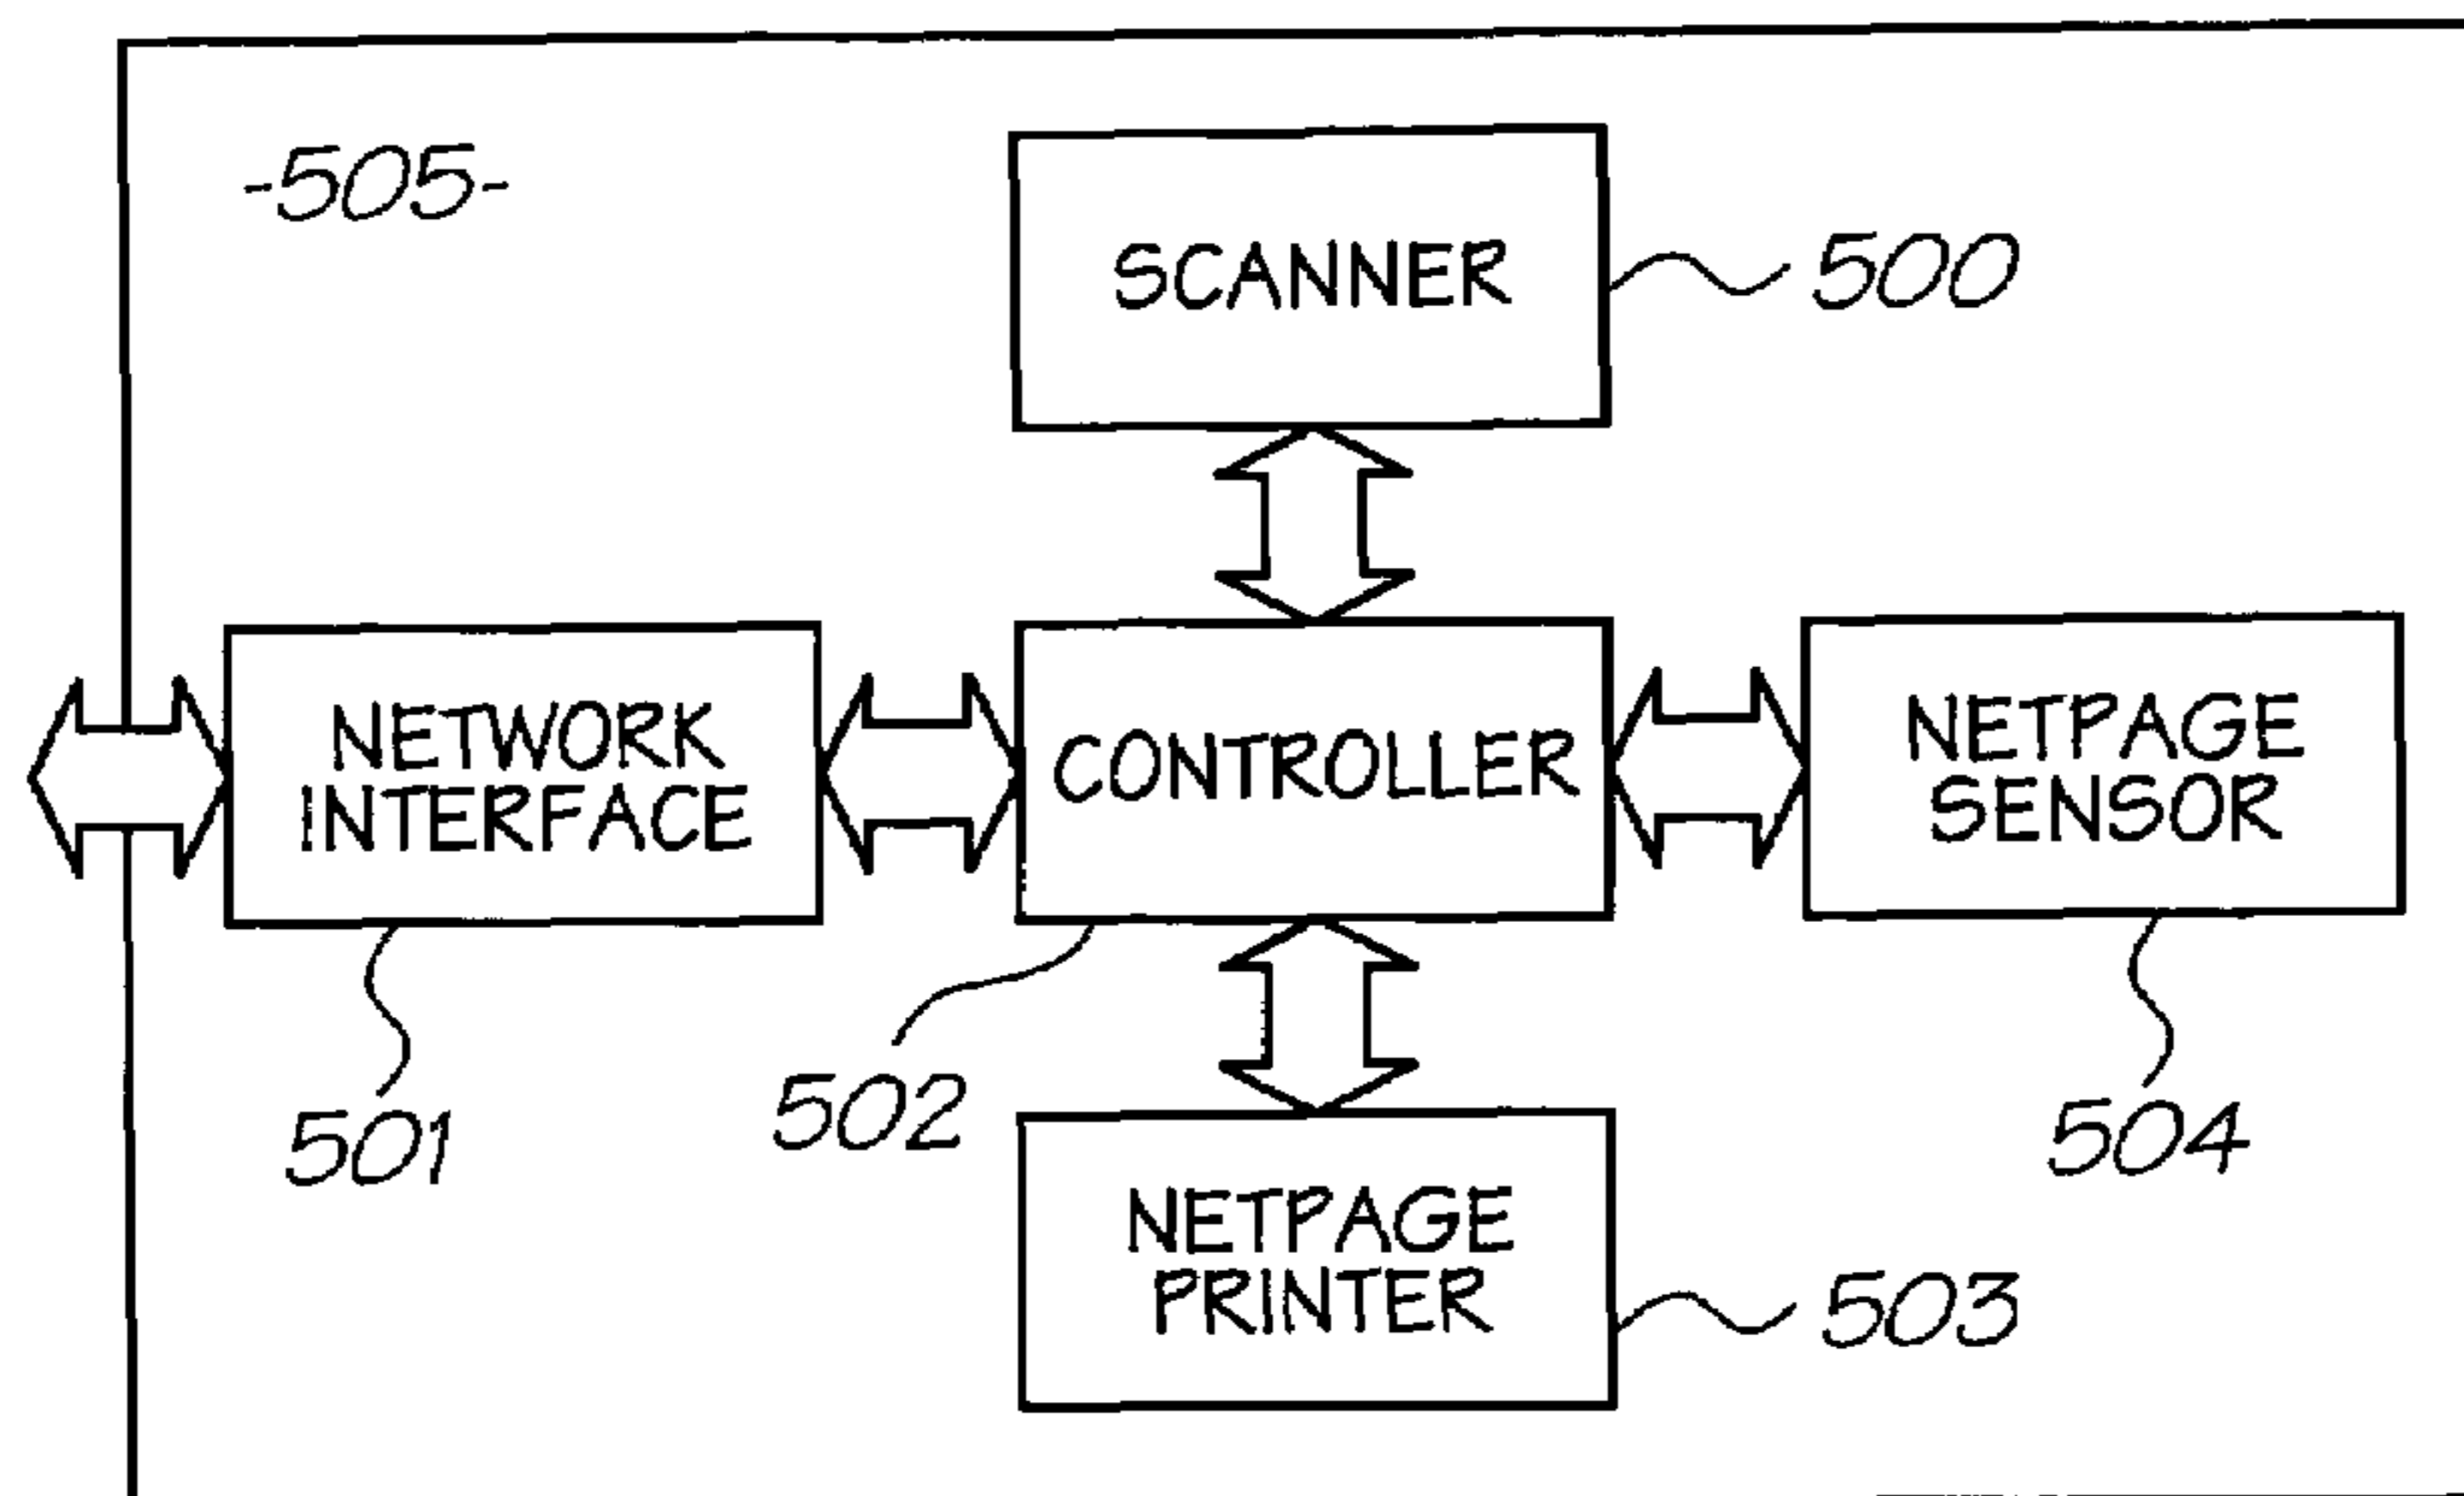 -505-
SCANNER
500
NETWORK
INTERFACE
CONTROLLER
NETPAGE
SENSOR
501
502
504
NETPAGE
PRINTER
503